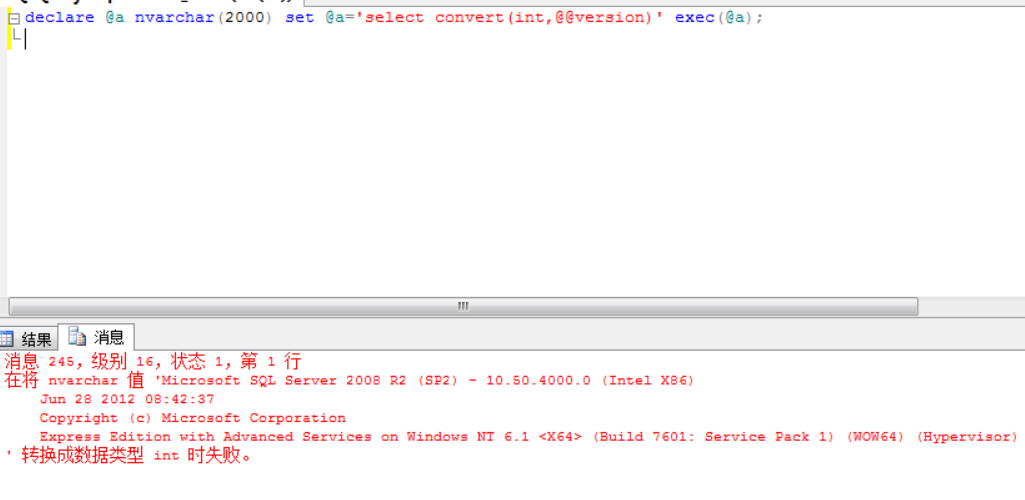 declare @a nvarchar(2000) set @a='select convert(int,@@version)' exec(@a);
结果 消息
消息 245，级别 16，状态 1，第 1 行
在将 nvarchar 值 'Microsoft SQL Server 2008 R2 (SP2) - 10.50.4000.0 (Intel X86)
Jun 28 2012 08:42:37
Copyright (c) Microsoft Corporation
Express Edition with Advanced Services on Windows NT 6.1 <X64> (Build 7601: Service Pack 1) (WOW64) (Hypervisor)
' 转换成数据类型 int 时失败。